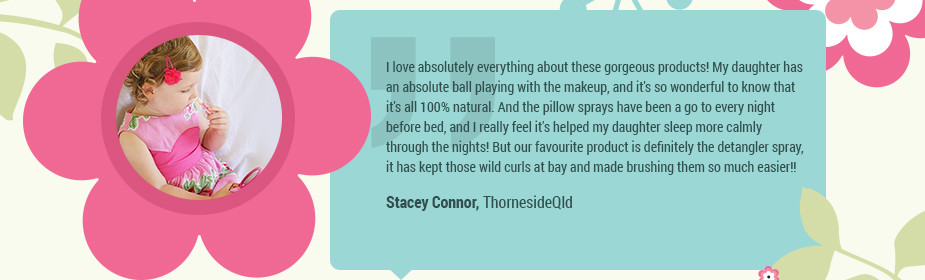 I love absolutely everything about these gorgeous products! My daughter has
an absolute ball playing with the makeup, and it's so wonderful to know that
it's all 100% natural. And the pillow sprays have been a go to every night
before bed, and I really feel it's helped my daughter sleep more calmly
through the nights! But our favourite product is definitely the detangler spray,
it has kept those wild curls at bay and made brushing them so much easier!!
Stacey Connor, ThornesideQld